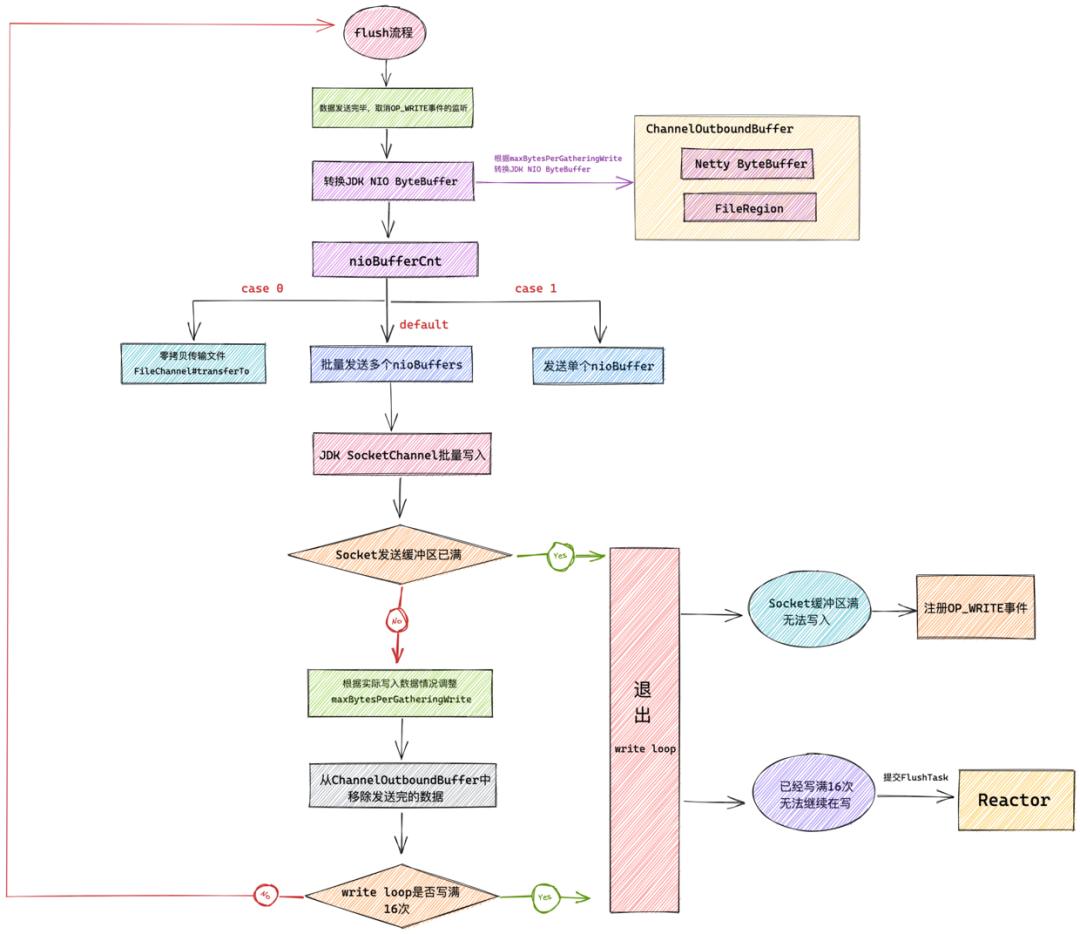 flush流程
数据发送完毕，取消OP_WRITE事件的监听
转换JDK NIO ByteBuffer
根据maxBytesPerGatheringWrite
转换JDK NIO ByteBuffer
ChannelOutboundBuffer
Netty ByteBuffer
FileRegion
nioBufferCnt
case 0
case 1
default
零拷贝传输文件
FileChannel#transferTo
批量发送多个nioBuffers
发送单个nioBuffer
JDK SocketChannel批量写入
Socket发送缓冲区已满
Yes
No
根据实际写入数据情况调整
maxBytesPerGatheringWrite
从ChannelOutboundBuffer中
移除发送完的数据
write loop是否写满
16次
No
Yes
退
出
write loop
Socket缓冲区满
无法写入
注册OP_WRITE事件
已经写满16次
无法继续在写
提交FlushTask
Reactor